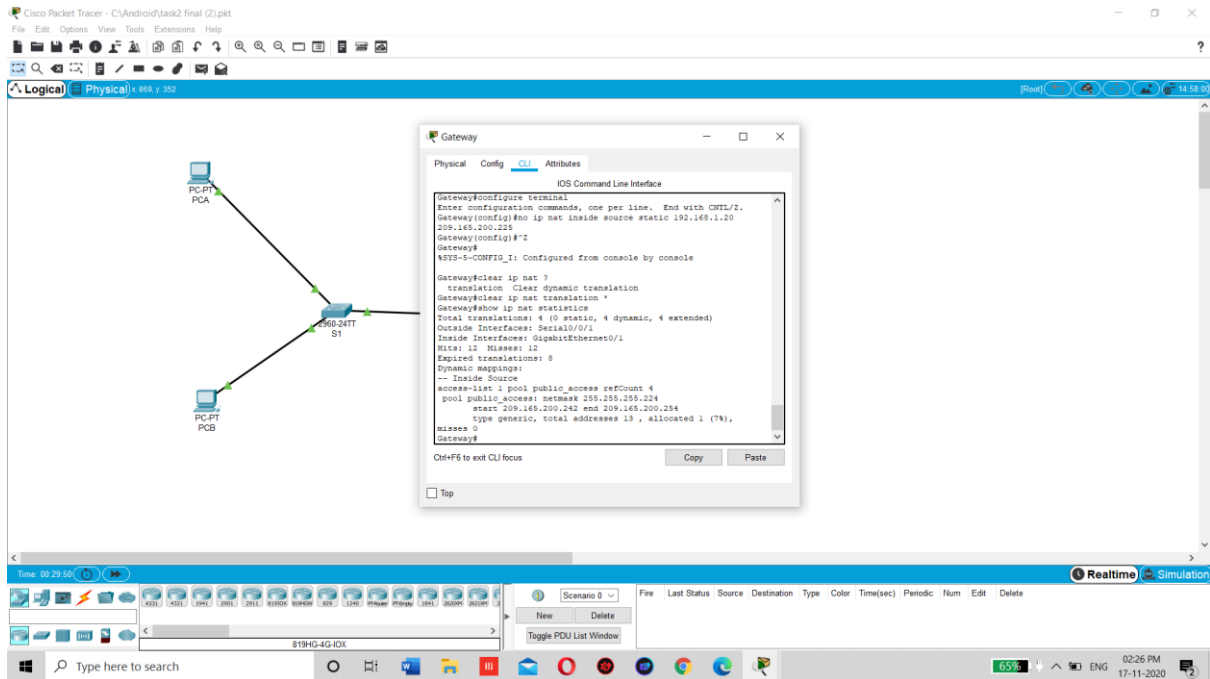 Cisco Packet Tracer - C:\Android\task2 final (2).pkt
File Edit Options View Tools Extensions Help
?
Logical Physical x: 869, y: 352 [Root] 14:58:00
Gateway
Physical Config CLI Attributes
IOS Command Line Interface
Gateway#configure terminal
Enter configuration commands, one per line. End with CNTL/Z.
Gateway(config)#no ip nat inside source static 192.168.1.20
209.165.200.225
Gateway(config)#^Z
Gateway#
%SYS-5-CONFIG_I: Configured from console by console
Gateway#clear ip nat ?
translation Clear dynamic translation
Gateway#clear ip nat translation *
Gateway#show ip nat statistics
Total translations: 4 (0 static, 4 dynamic, 4 extended)
Outside Interfaces: Serial0/0/1
Inside Interfaces: GigabitEthernet0/1
Hits: 12 Misses: 12
Expired translations: 8
Dynamic mappings:
-- Inside Source
access-list 1 pool public_access refCount 4
pool public_access: netmask 255.255.255.224
start 209.165.200.242 end 209.165.200.254
type generic, total addresses 13 , allocated 1 (7%),
misses 0
Gateway#
Ctrl+F6 to exit CLI focus Copy Paste
Top
PC-PT
PCA
2960-24TT
S1
PC-PT
PCB
Time: 00:29:50 Realtime Simulation
4331 4321 1941 2901 2911 819IOX 819HGW 829 1240 PT-Router PT-Empty 1841 2620XM 2621XM
819HG-4G-IOX
Scenario 0
New Delete
Toggle PDU List Window
Fire Last Status Source Destination Type Color Time(sec) Periodic Num Edit Delete
Type here to search
65% ENG 02:26 PM
17-11-2020 2